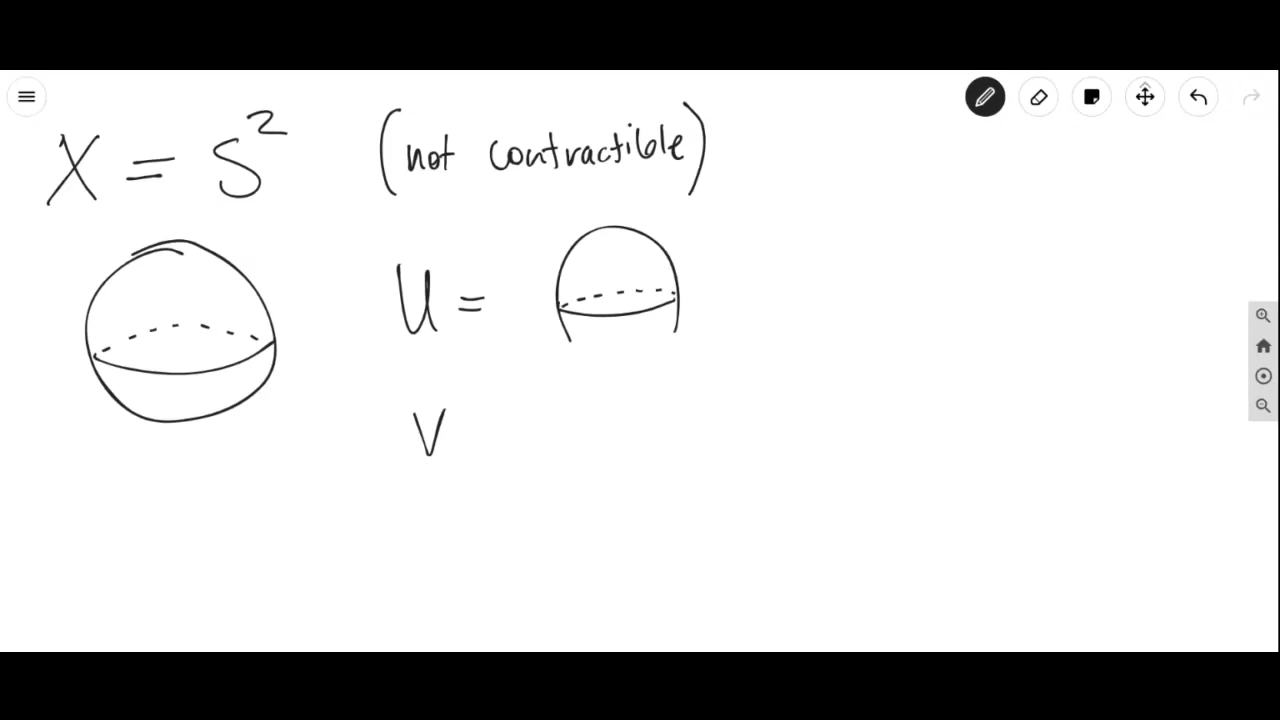 X = S² (not contractible)
U =
V